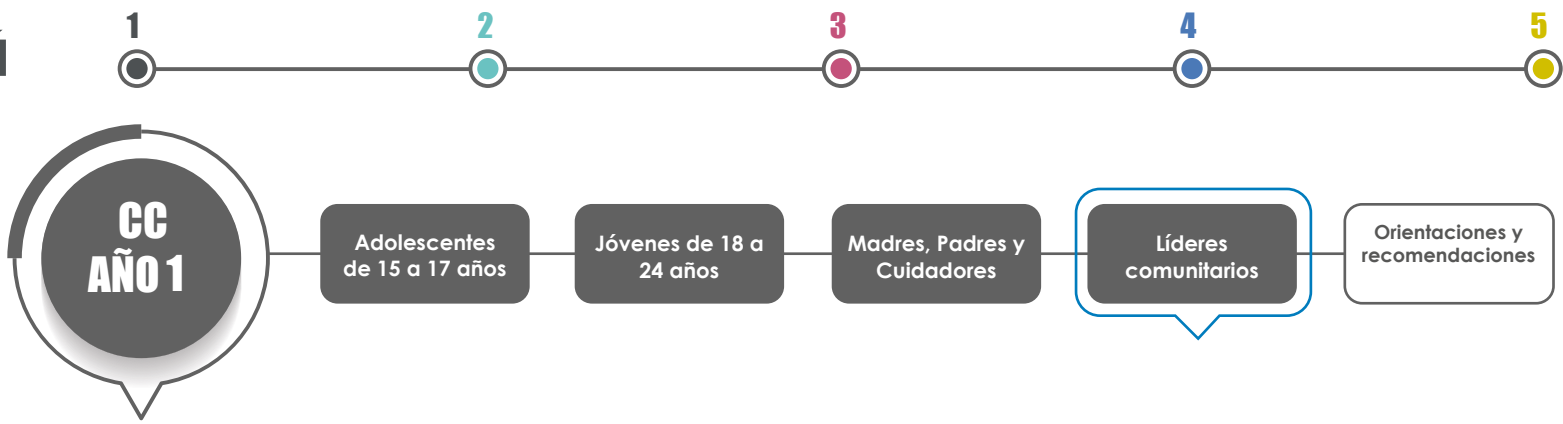 1
2
3
4
5
CC
AÑO 1
Adolescentes
de 15 a 17 años
Jóvenes de 18 a
24 años
Madres, Padres y
Cuidadores
Líderes
comunitarios
Orientaciones y
recomendaciones